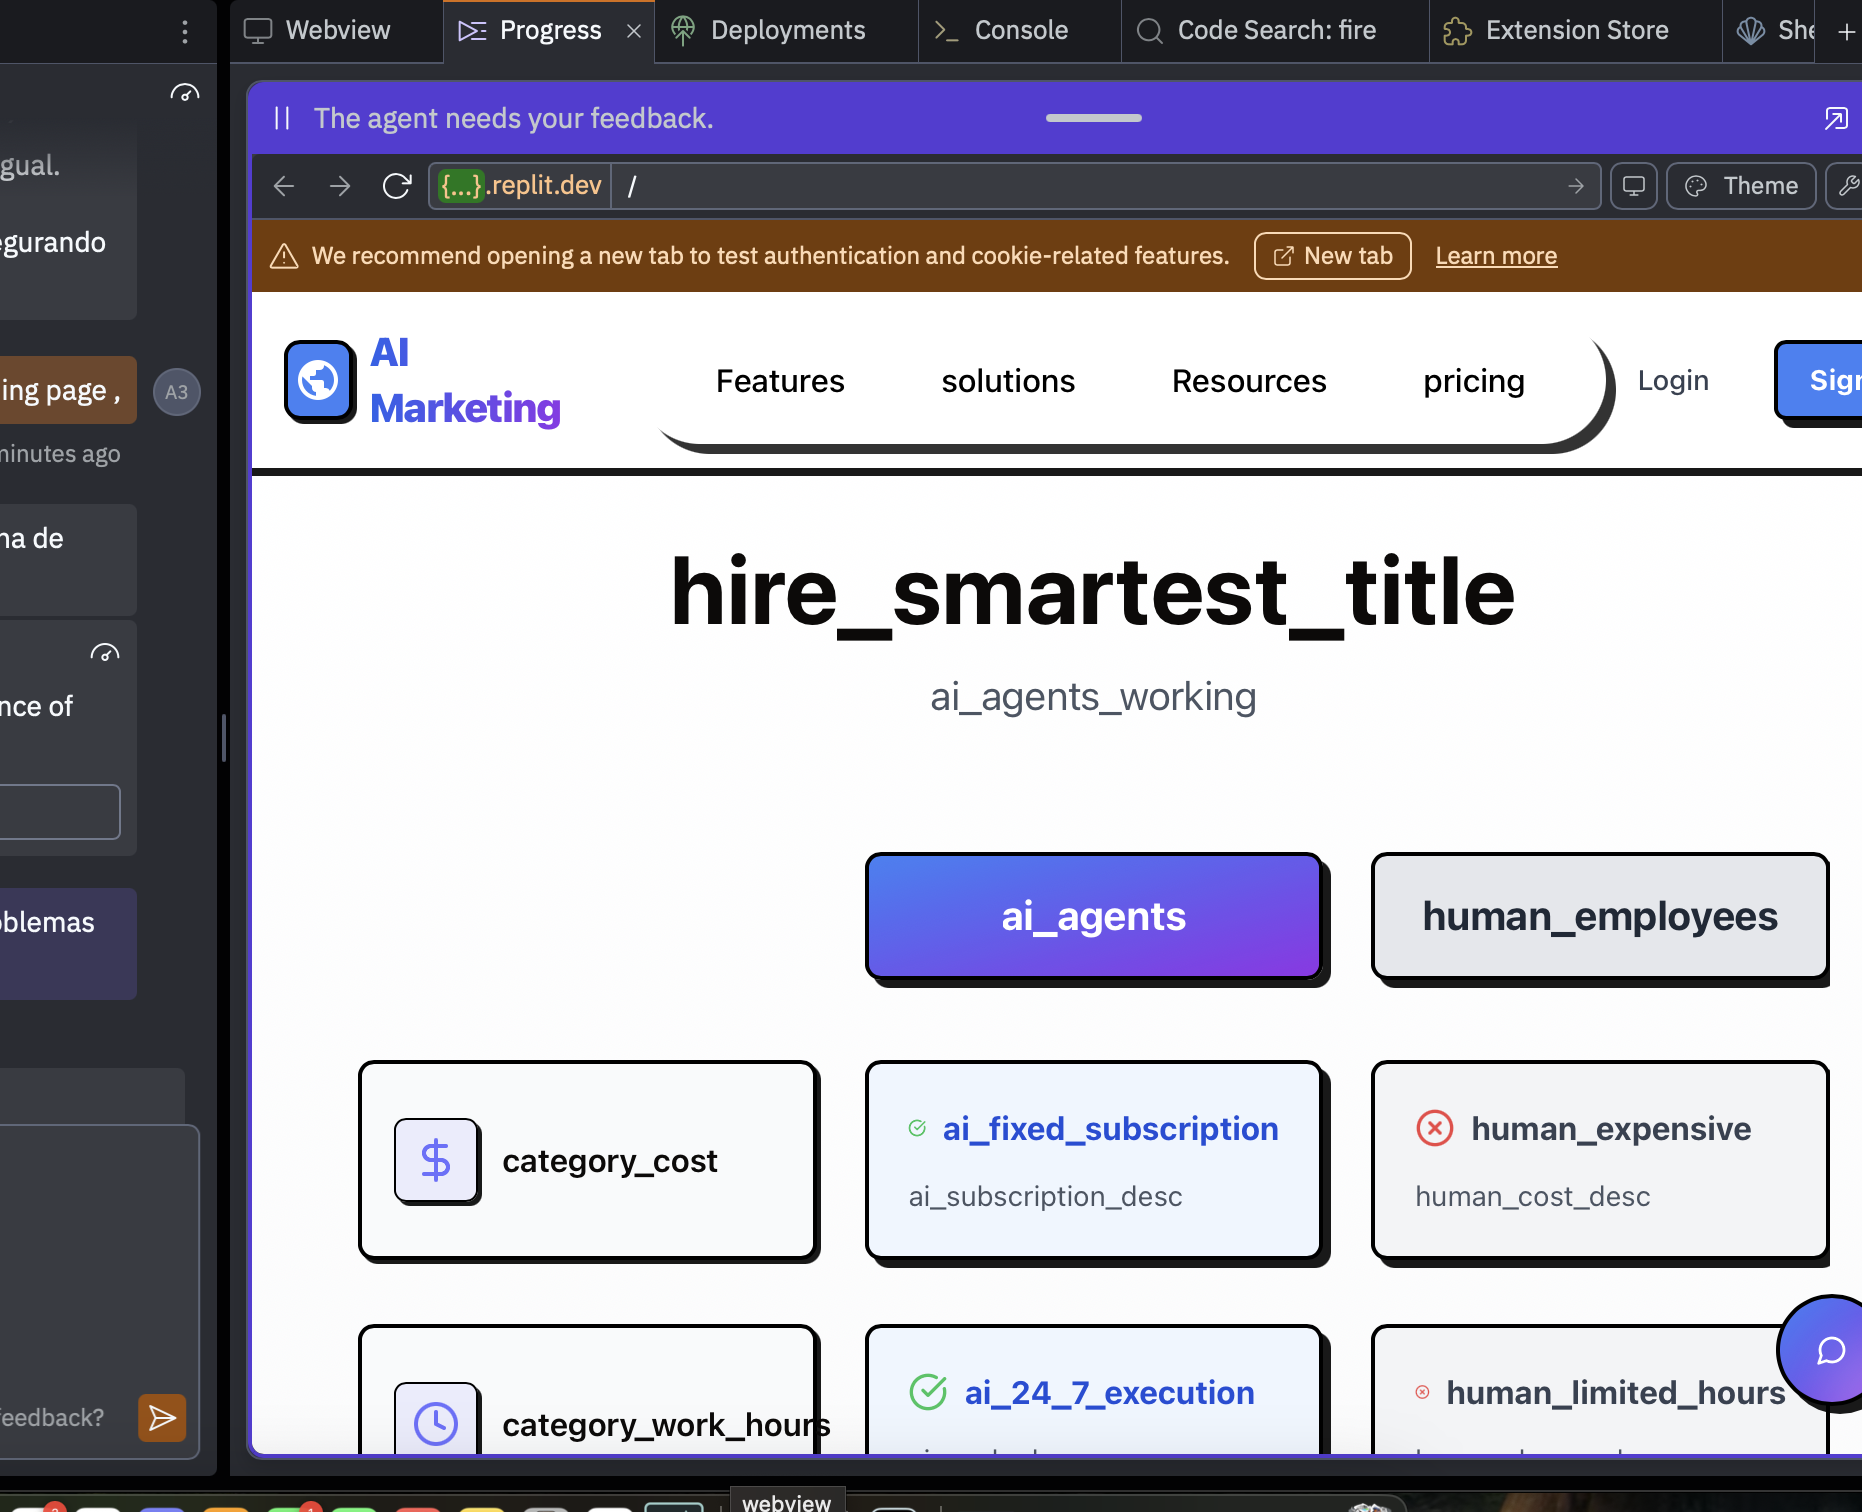 Webview
Progress
Deployments
Console
Code Search: fire
Extension Store
gual.
egurando
ing page ,
A3
minutes ago
na de
nce of
oblemas
feedback?
The agent needs your feedback.
{...}.replit.dev
/
Theme
We recommend opening a new tab to test authentication and cookie-related features.
New tab
Learn more
AI
Marketing
Features
solutions
Resources
pricing
Login
Sign
hire_smartest_title
ai_agents_working
ai_agents
human_employees
category_cost
ai_fixed_subscription
ai_subscription_desc
human_expensive
human_cost_desc
category_work_hours
ai_24_7_execution
human_limited_hours
webview